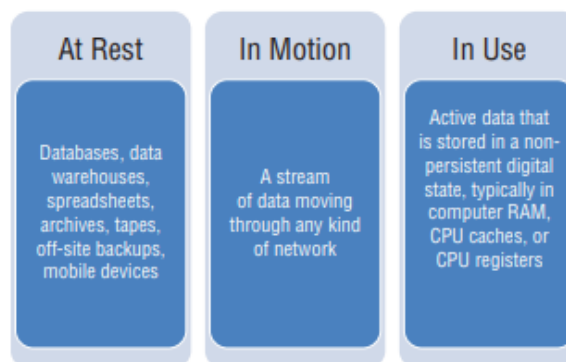 At Rest
Databases, data
warehouses,
spreadsheets,
archives, tapes,
off-site backups,
mobile devices
In Motion
A stream
of data moving
through any kind
of network
In Use
Active data that
is stored in a non-
persistent digital
state, typically in
computer RAM,
CPU caches, or
CPU registers